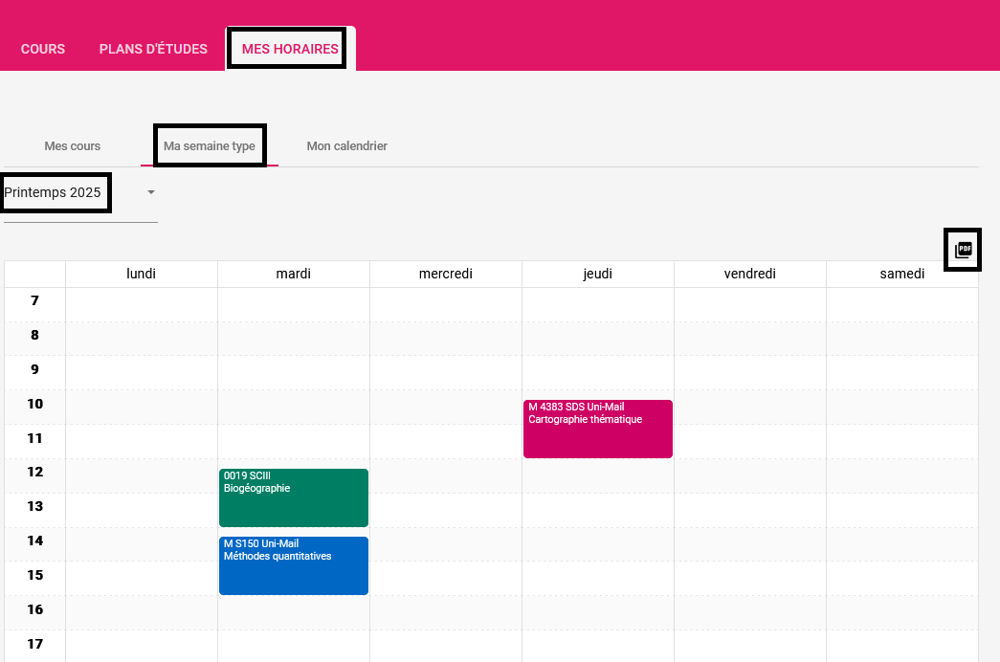 COURS PLANS D'ÉTUDES MES HORAIRES
Mes cours Ma semaine type Mon calendrier
Printemps 2025
PDF
lundi mardi mercredi jeudi vendredi samedi
7
8
9
10
M 4383 SDS Uni-Mail
Cartographie thématique
11
12
0019 SCIII
Biogéographie
13
14
M S150 Uni-Mail
Méthodes quantitatives
15
16
17